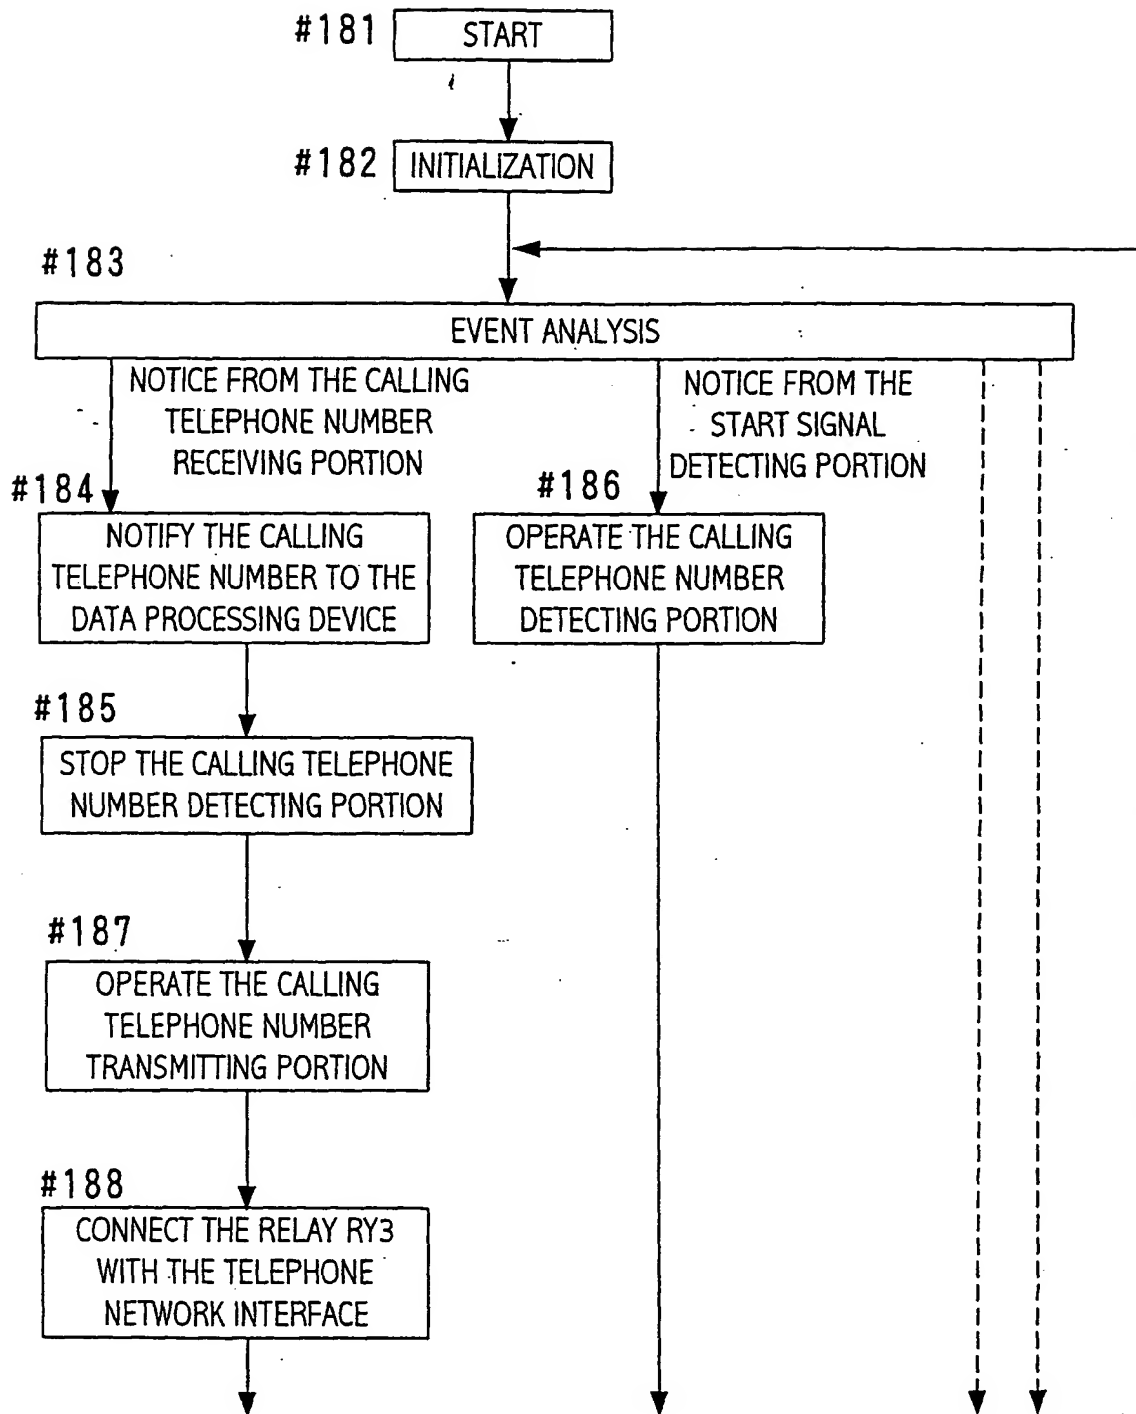 #181
START
#182
INITIALIZATION
#183
EVENT ANALYSIS
NOTICE FROM THE CALLING
TELEPHONE NUMBER
RECEIVING PORTION
NOTICE FROM THE
START SIGNAL
DETECTING PORTION
#184
NOTIFY THE CALLING
TELEPHONE NUMBER TO THE
DATA PROCESSING DEVICE
#186
OPERATE THE CALLING
TELEPHONE NUMBER
DETECTING PORTION
#185
STOP THE CALLING TELEPHONE
NUMBER DETECTING PORTION
#187
OPERATE THE CALLING
TELEPHONE NUMBER
TRANSMITTING PORTION
#188
CONNECT THE RELAY RY3
WITH THE TELEPHONE
NETWORK INTERFACE